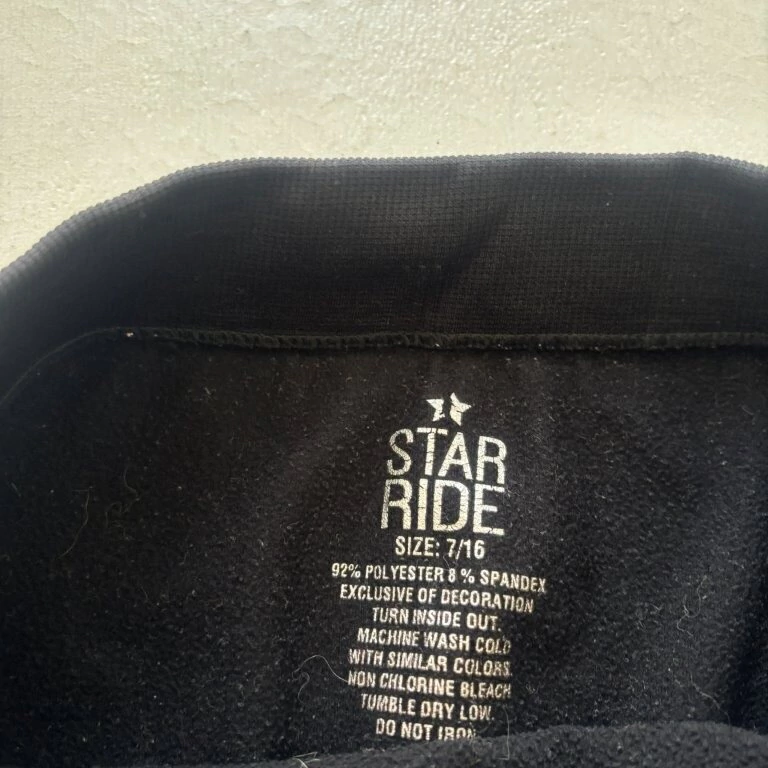 STAR
RIDE
SIZE: 7/16
92% POLYESTER 8 % SPANDEX
EXCLUSIVE OF DECORATION
TURN INSIDE OUT.
MACHINE WASH COLD
WITH SIMILAR COLORS.
NON CHLORINE BLEACH
TUMBLE DRY LOW.
DO NOT IRON.